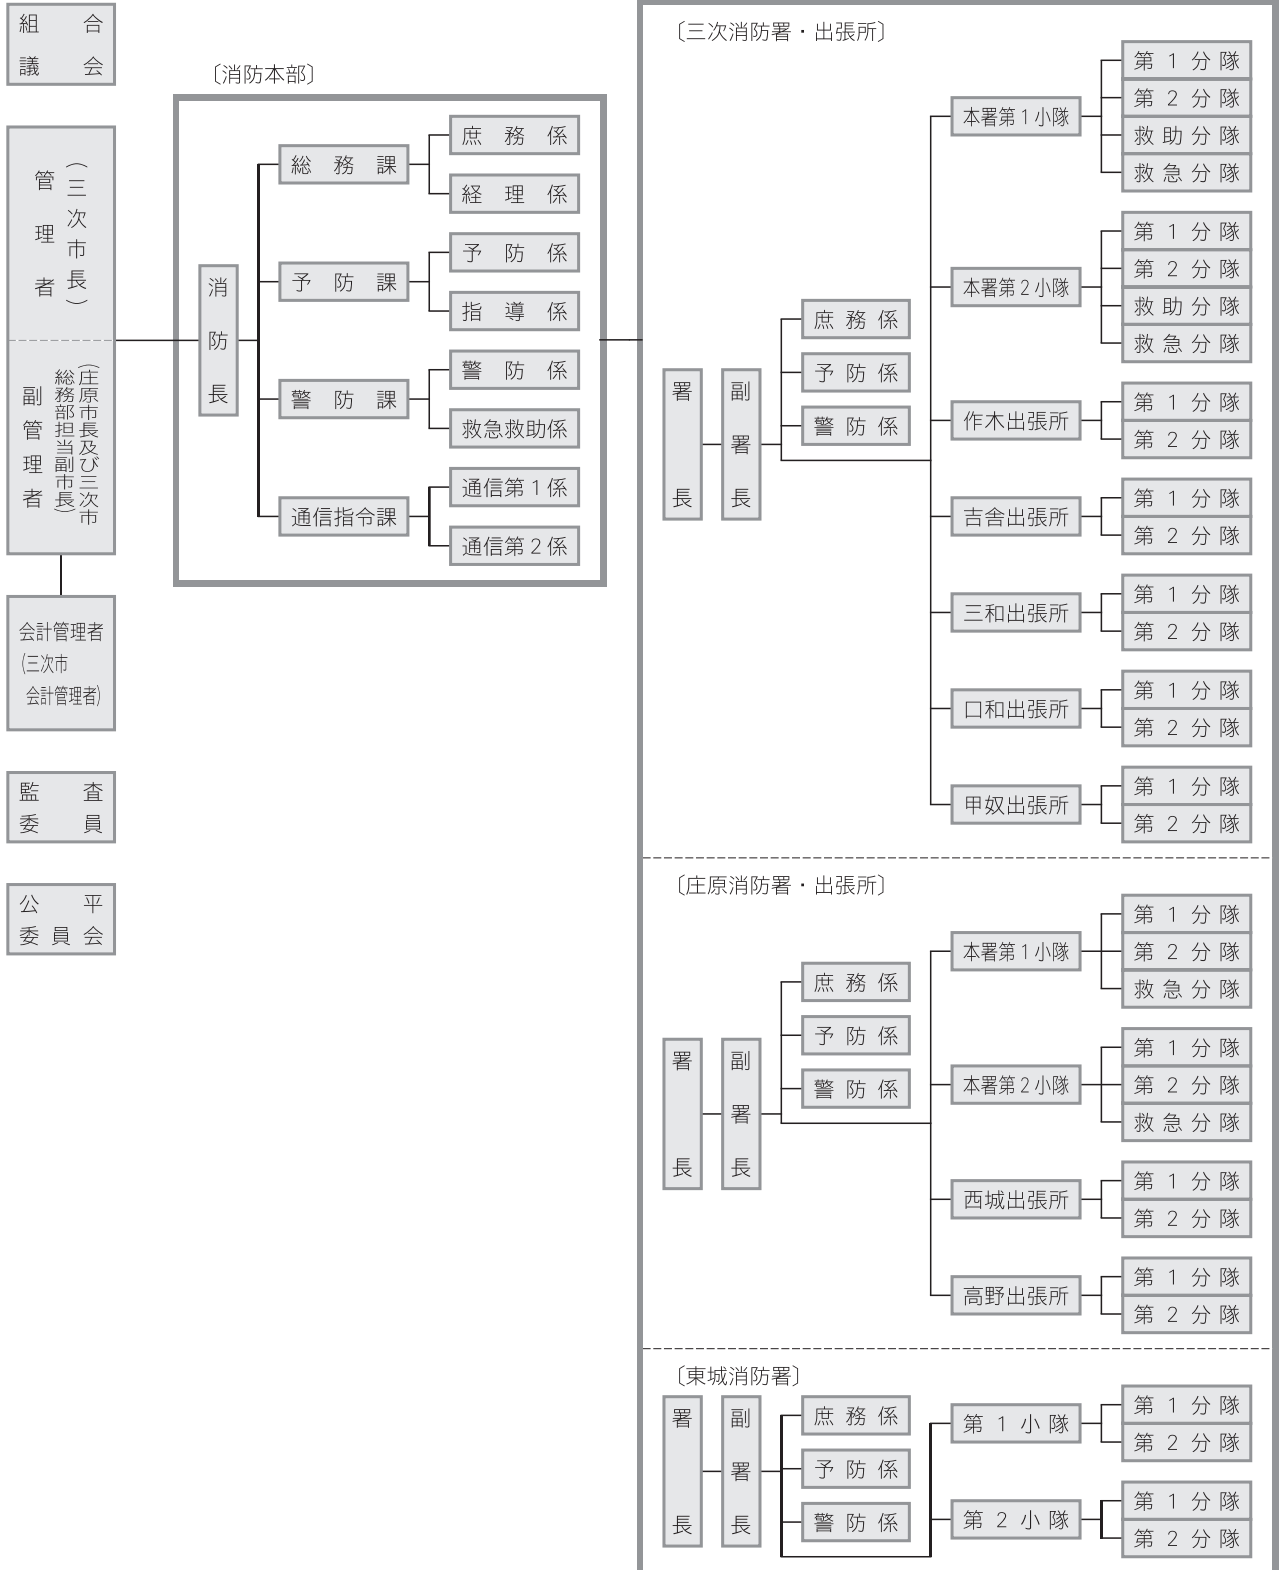 組合
議会
管理者
（三次市長）
副管理者
（庄原市長及び三次市
総務部担当副市長）
会計管理者
(三次市
会計管理者)
監査
委員
公平
委員会
〔消防本部〕
消防長
総務課
庶務係
経理係
予防課
予防係
指導係
警防課
警防係
救急救助係
通信指令課
通信第1係
通信第2係
〔三次消防署・出張所〕
署長
副署長
庶務係
予防係
警防係
本署第1小隊
第1分隊
第2分隊
救助分隊
救急分隊
本署第2小隊
第1分隊
第2分隊
救助分隊
救急分隊
作木出張所
第1分隊
第2分隊
吉舎出張所
第1分隊
第2分隊
三和出張所
第1分隊
第2分隊
口和出張所
第1分隊
第2分隊
甲奴出張所
第1分隊
第2分隊
〔庄原消防署・出張所〕
署長
副署長
庶務係
予防係
警防係
本署第1小隊
第1分隊
第2分隊
救急分隊
本署第2小隊
第1分隊
第2分隊
救急分隊
西城出張所
第1分隊
第2分隊
高野出張所
第1分隊
第2分隊
〔東城消防署〕
署長
副署長
庶務係
予防係
警防係
第1小隊
第1分隊
第2分隊
第2小隊
第1分隊
第2分隊